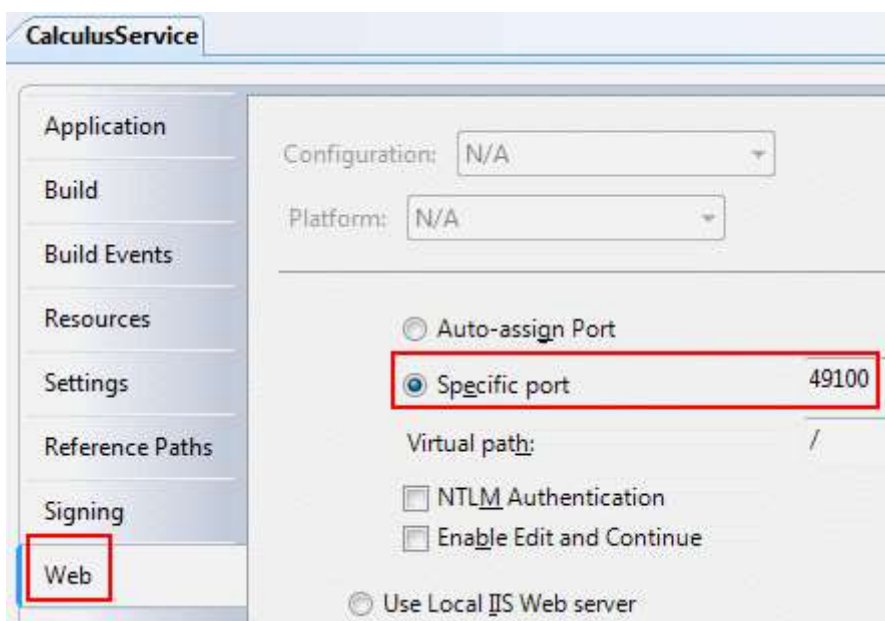 CalculusService
Application
Build
Build Events
Resources
Settings
Reference Paths
Signing
Web
Configuration: N/A
Platform: N/A
Auto-assign Port
Specific port 49100
Virtual path: /
NTLM Authentication
Enable Edit and Continue
Use Local IIS Web server